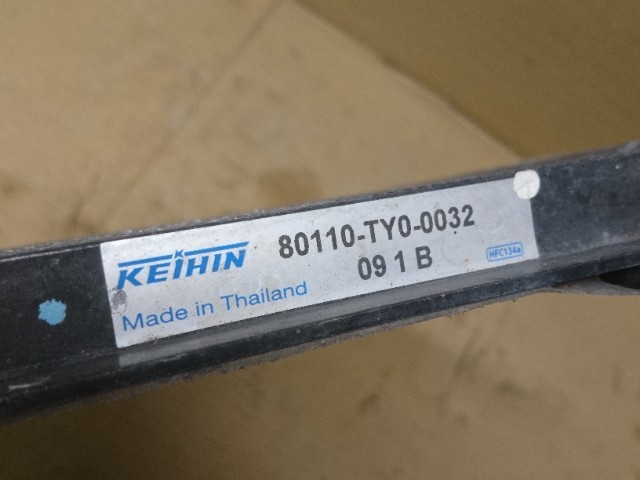 KEIHIN 80110-TY0-0032
09 1 B HFC134a
Made in Thailand